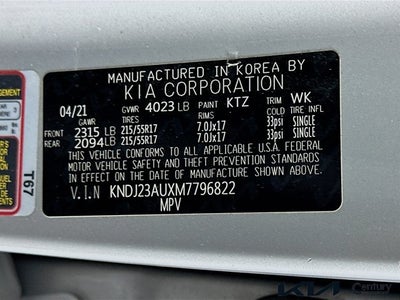 MANUFACTURED IN KOREA BY
KIA CORPORATION
04/21 GVWR 4023 LB PAINT KTZ TRIM WK
GAWR TIRES RIMS COLD TIRE INFL
FRONT 2315 LB 215/55R17 7.0Jx17 33psi SINGLE
REAR 2094 LB 215/55R17 7.0Jx17 33psi SINGLE
THIS VEHICLE CONFORMS TO ALL APPLICABLE U.S.A. FEDERAL
MOTOR VEHICLE SAFETY AND THEFT PREVENTION STANDARDS
IN EFFECT ON THE DATE OF MANUFACTURE SHOWN ABOVE.
V.I.N KNDJ23AUXM7796822
MPV
T67
Century